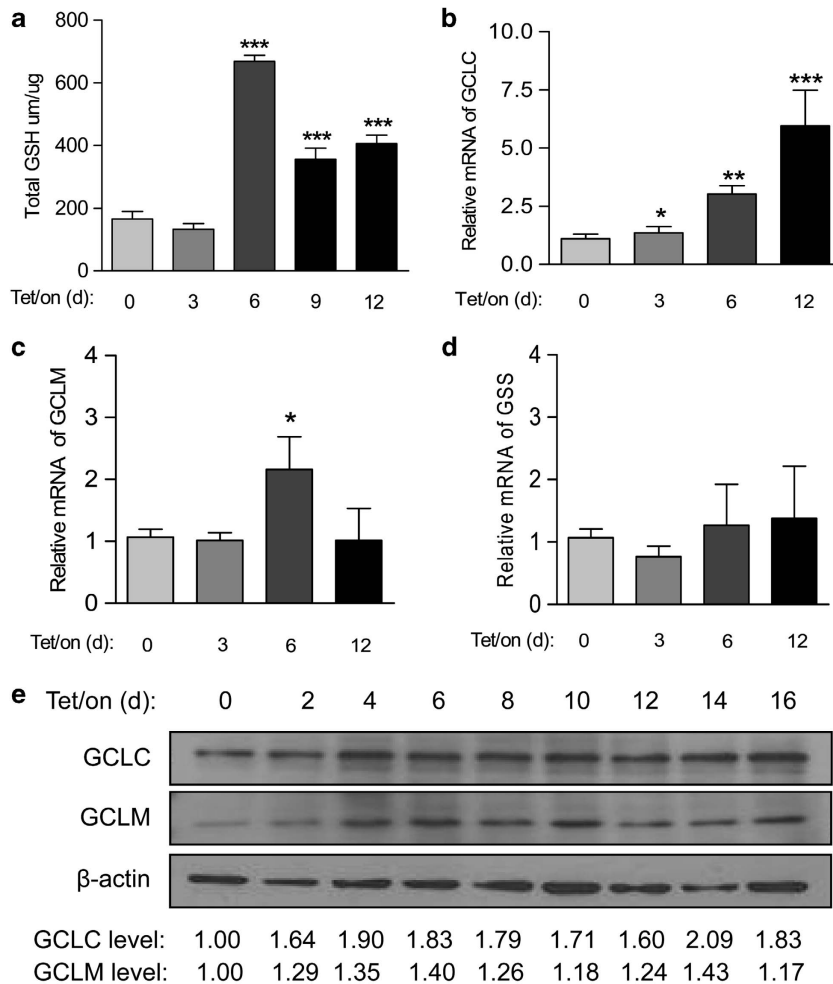 a
Total GSH um/ug
800
600
400
200
0
***
***
***
Tet/on (d): 0 3 6 9 12
b
Relative mRNA of GCLC
10.0
7.5
5.0
2.5
0.0
*
**
***
Tet/on (d): 0 3 6 12
c
Relative mRNA of GCLM
4
3
2
1
0
*
Tet/on (d): 0 3 6 12
d
Relative mRNA of GSS
4
3
2
1
0
Tet/on (d): 0 3 6 12
e Tet/on (d): 0 2 4 6 8 10 12 14 16
GCLC
GCLM
β-actin
GCLC level: 1.00 1.64 1.90 1.83 1.79 1.71 1.60 2.09 1.83
GCLM level: 1.00 1.29 1.35 1.40 1.26 1.18 1.24 1.43 1.17